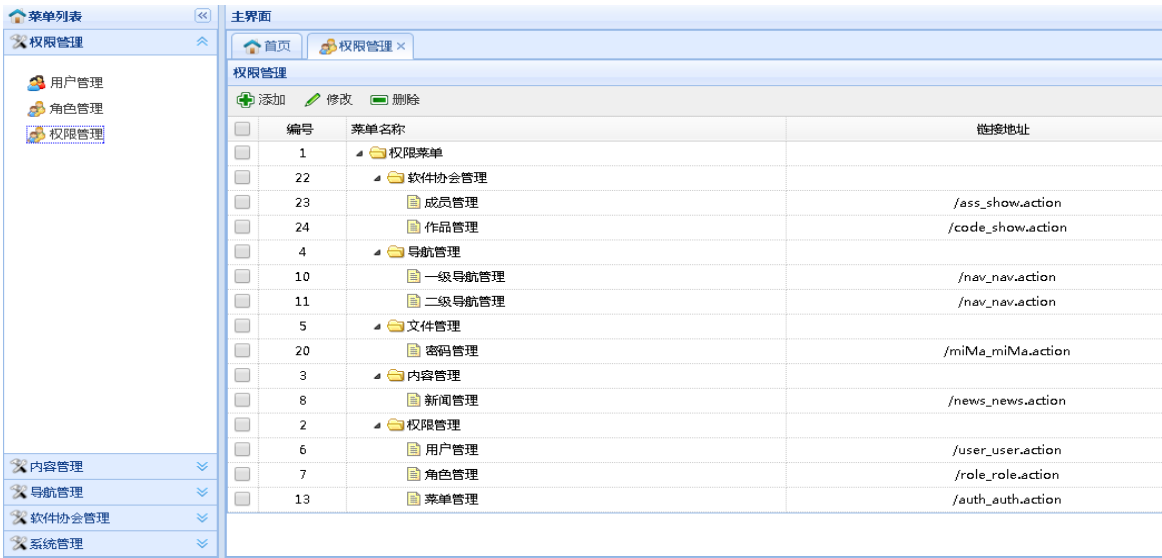 菜单列表
权限管理
用户管理
角色管理
权限管理
内容管理
导航管理
软件协会管理
系统管理
主界面
首页 权限管理
权限管理
添加 修改 删除
编号 菜单名称 链接地址
1 权限菜单
22 软件协会管理
23 成员管理 /ass_show.action
24 作品管理 /code_show.action
4 导航管理
10 一级导航管理 /nav_nav.action
11 二级导航管理 /nav_nav.action
5 文件管理
20 密码管理 /miMa_miMa.action
3 内容管理
8 新闻管理 /news_news.action
2 权限管理
6 用户管理 /user_user.action
7 角色管理 /role_role.action
13 菜单管理 /auth_auth.action